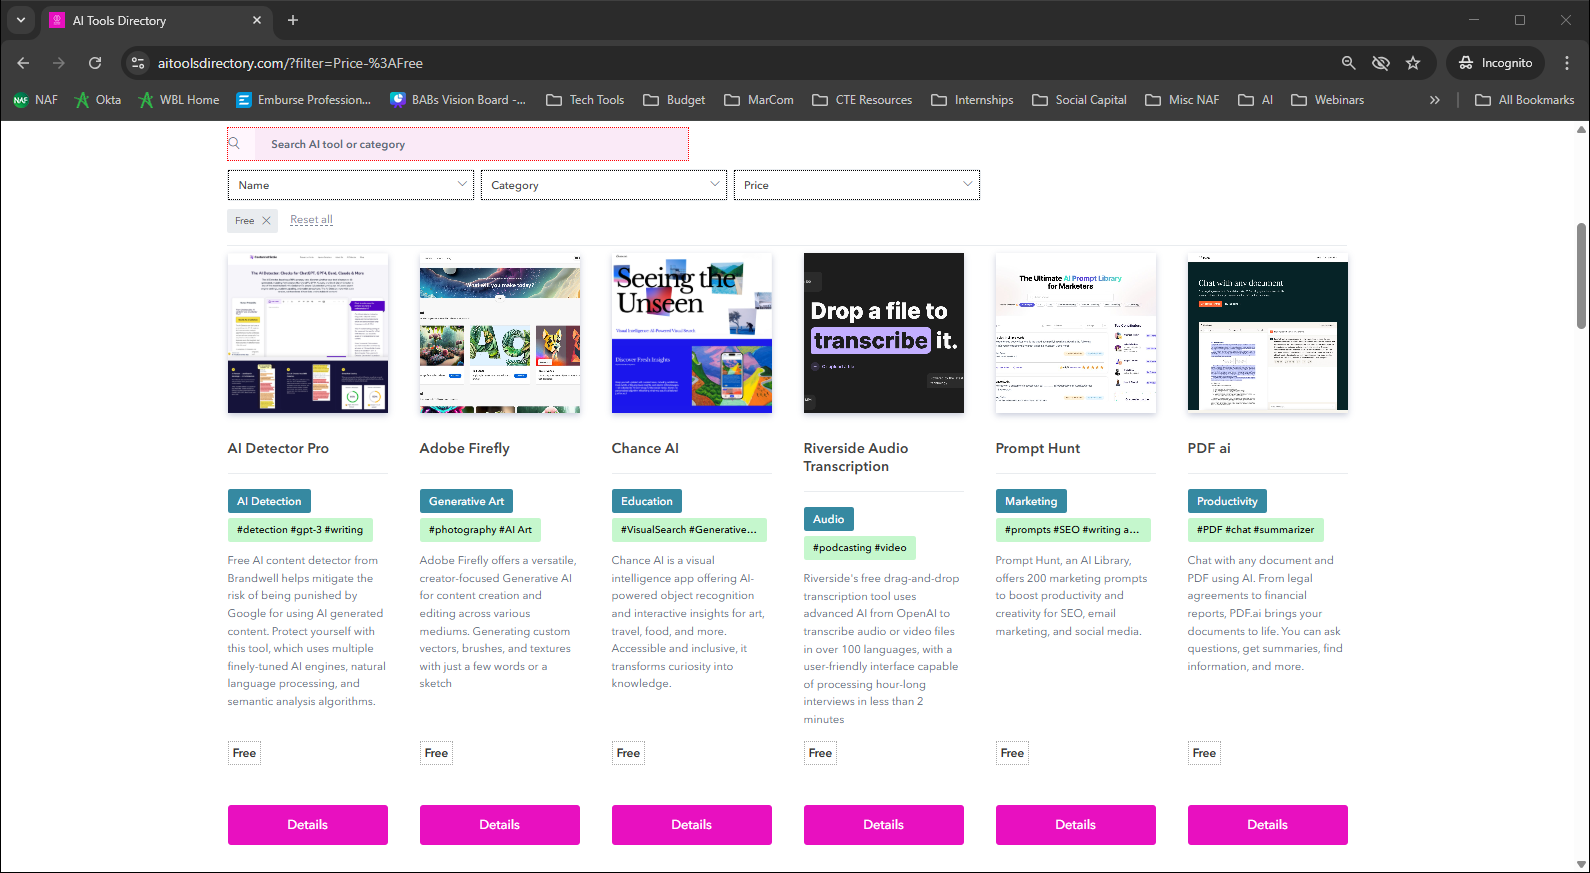 AI Tools Directory
aitoolsdirectory.com/?filter=Price-%3AFree
Incognito
NAF
Okta
WBL Home
Emburse Profession...
BABs Vision Board -...
Tech Tools
Budget
MarCom
CTE Resources
Internships
Social Capital
Misc NAF
AI
Webinars
All Bookmarks
Search AI tool or category
Name
Category
Price
Free
Reset all
What will you make today?
Seeing the
Unseen
Visual Intelligence: AI-Powered Visual Search
Discover Fresh Insights
Drop a file to
transcribe it.
The Ultimate AI Prompt Library
for Marketers
Chat with any document
AI Detector Pro
AI Detection
#detection #gpt-3 #writing
Free AI content detector from
Brandwell helps mitigate the
risk of being punished by
Google for using AI generated
content. Protect yourself with
this tool, which uses multiple
finely-tuned AI engines, natural
language processing, and
semantic analysis algorithms.
Free
Details
Adobe Firefly
Generative Art
#photography #AI Art
Adobe Firefly offers a versatile,
creator-focused Generative AI
for content creation and
editing across various
mediums. Generating custom
vectors, brushes, and textures
with just a few words or a
sketch
Free
Details
Chance AI
Education
#VisualSearch #Generative...
Chance AI is a visual
intelligence app offering AI-
powered object recognition
and interactive insights for art,
travel, food, and more.
Accessible and inclusive, it
transforms curiosity into
knowledge.
Free
Details
Riverside Audio
Transcription
Audio
#podcasting #video
Riverside's free drag-and-drop
transcription tool uses
advanced AI from OpenAI to
transcribe audio or video files
in over 100 languages, with a
user-friendly interface capable
of processing hour-long
interviews in less than 2
minutes
Free
Details
Prompt Hunt
Marketing
#prompts #SEO #writing a...
Prompt Hunt, an AI Library,
offers 200 marketing prompts
to boost productivity and
creativity for SEO, email
marketing, and social media.
Free
Details
PDF ai
Productivity
#PDF #chat #summarizer
Chat with any document and
PDF using AI. From legal
agreements to financial
reports, PDF.ai brings your
documents to life. You can ask
questions, get summaries, find
information, and more.
Free
Details